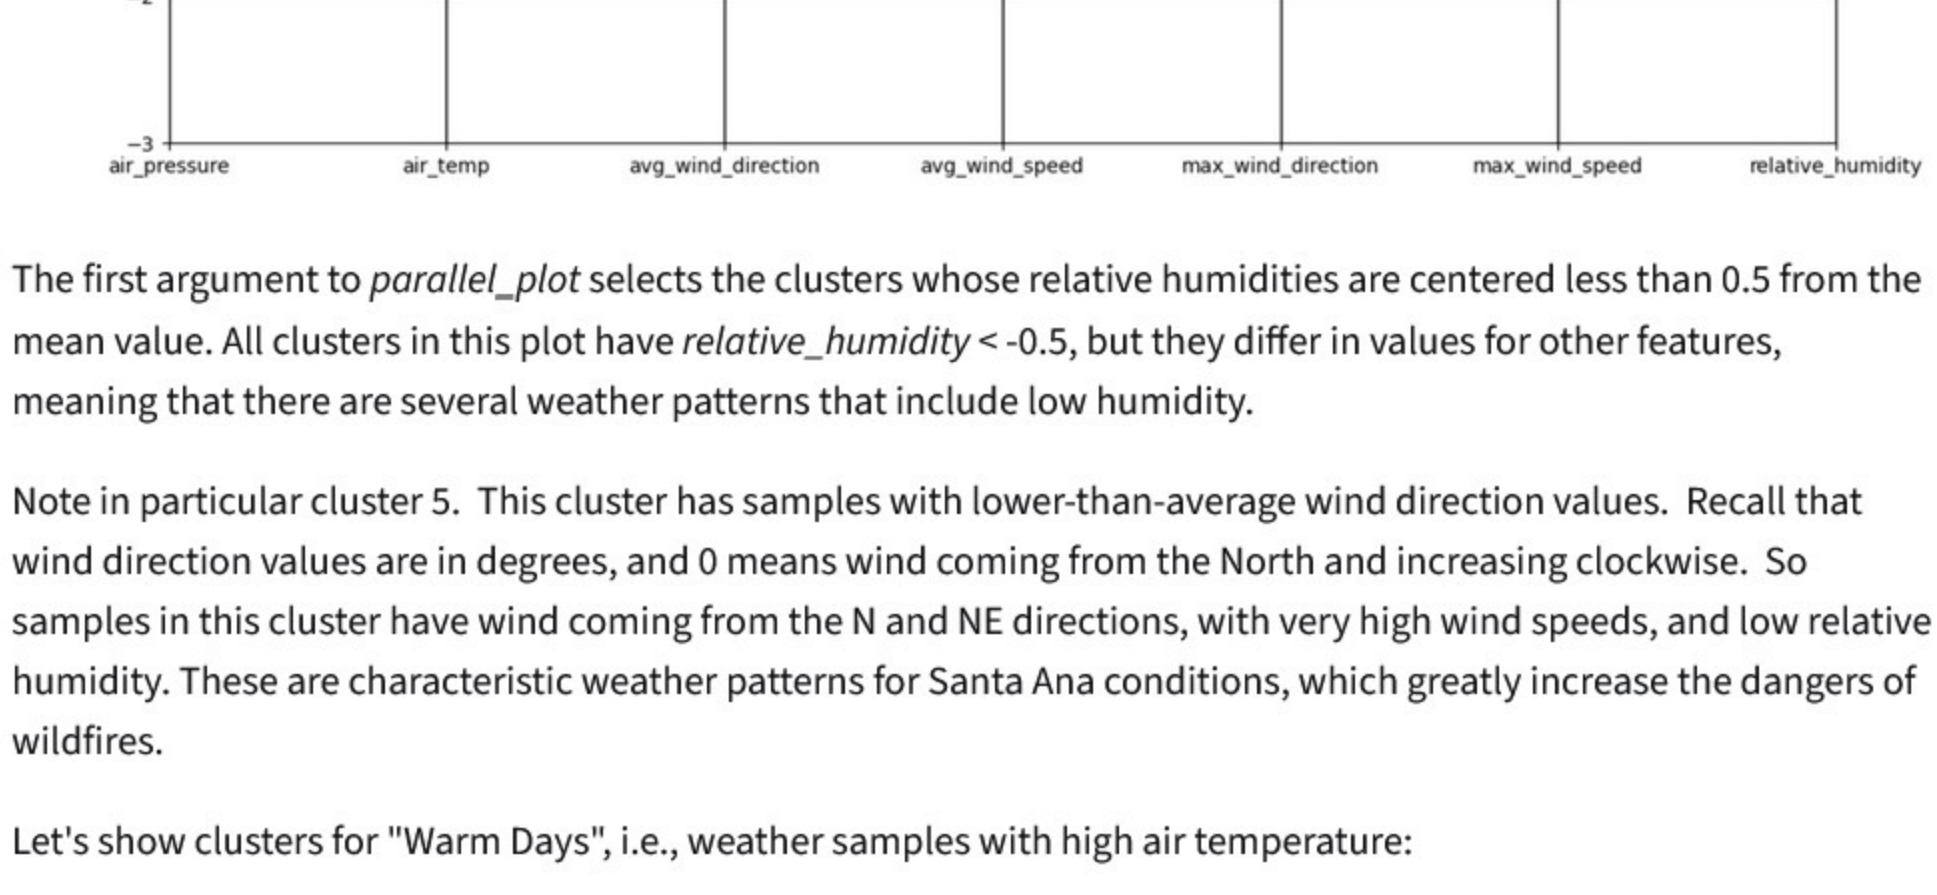 -2
-3
air_pressure air_temp avg_wind_direction avg_wind_speed max_wind_direction max_wind_speed relative_humidity
The first argument to parallel_plot selects the clusters whose relative humidities are centered less than 0.5 from the
mean value. All clusters in this plot have relative_humidity < -0.5, but they differ in values for other features,
meaning that there are several weather patterns that include low humidity.
Note in particular cluster 5.  This cluster has samples with lower-than-average wind direction values.  Recall that
wind direction values are in degrees, and 0 means wind coming from the North and increasing clockwise.  So
samples in this cluster have wind coming from the N and NE directions, with very high wind speeds, and low relative
humidity. These are characteristic weather patterns for Santa Ana conditions, which greatly increase the dangers of
wildfires.
Let's show clusters for "Warm Days", i.e., weather samples with high air temperature: